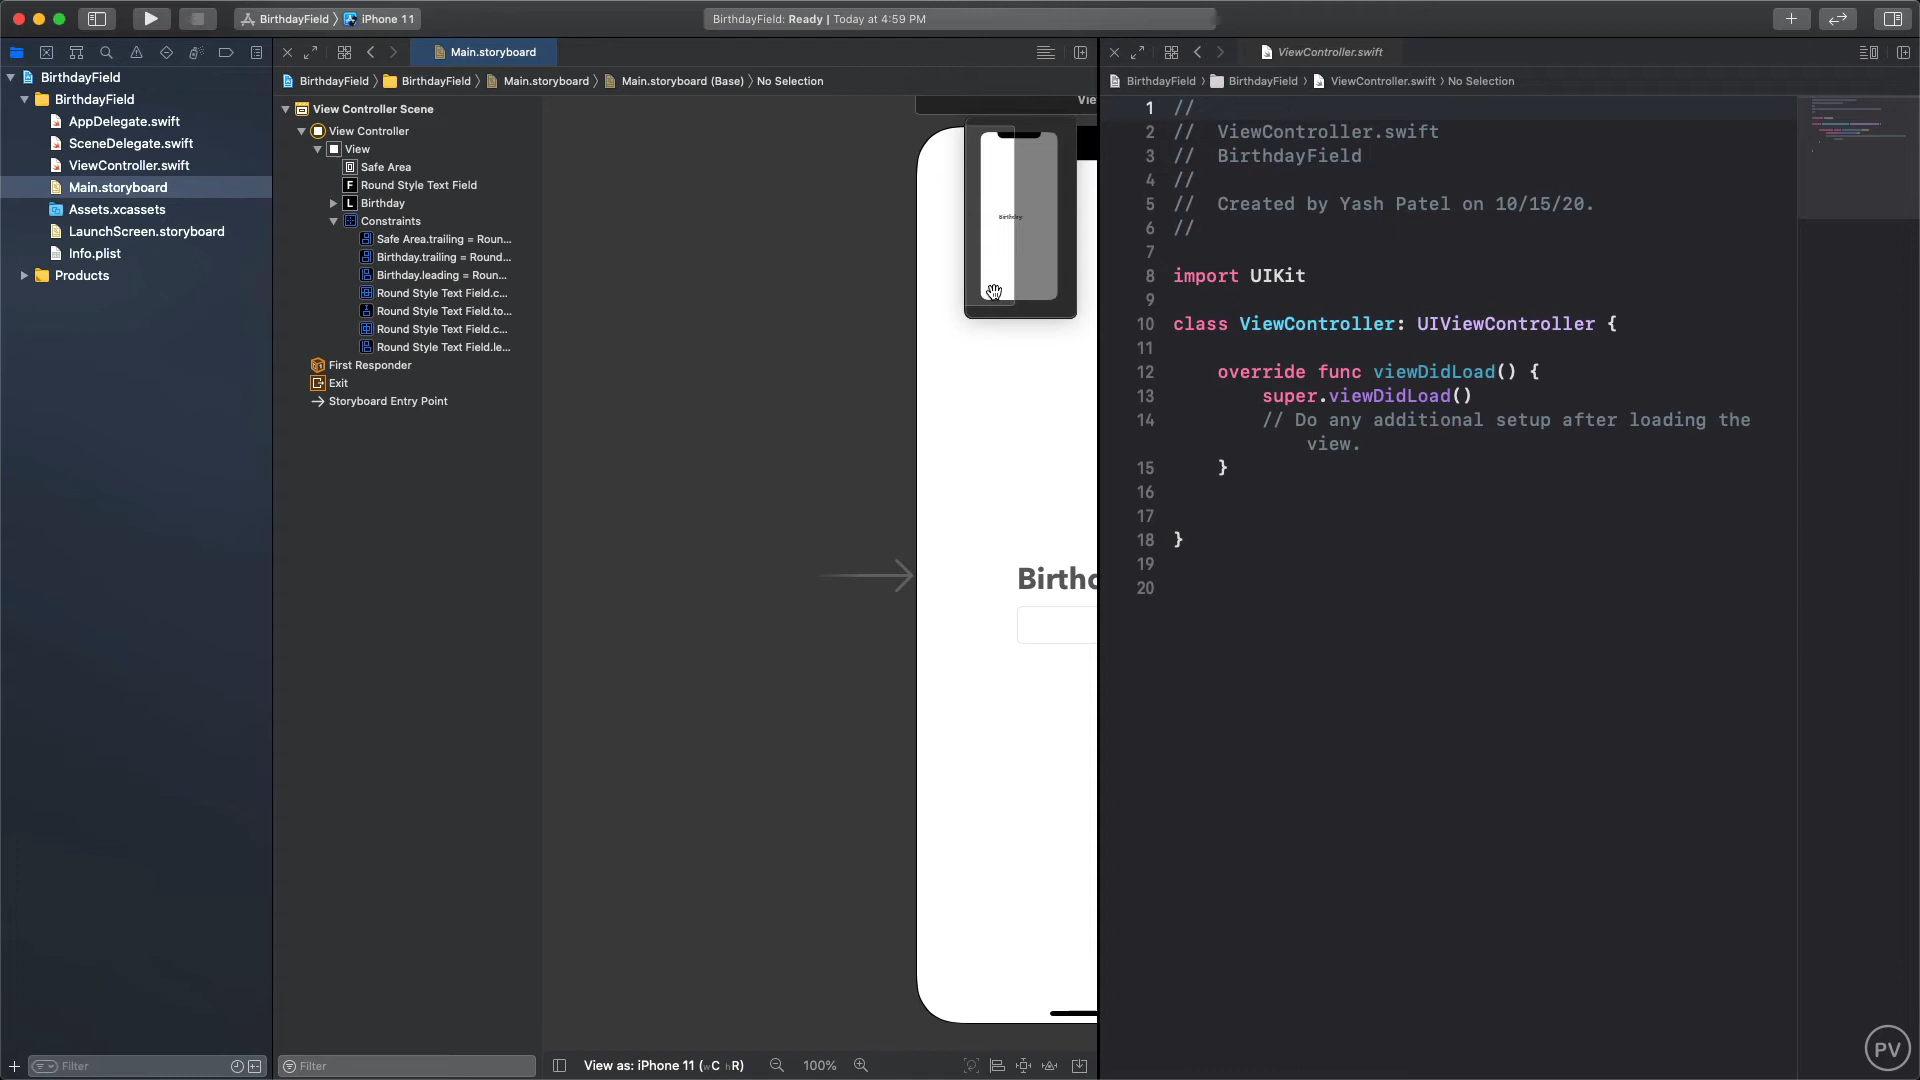 BirthdayField 〉 iPhone 11
BirthdayField: Ready | Today at 4:59 PM
Main.storyboard
ViewController.swift
BirthdayField
BirthdayField
AppDelegate.swift
SceneDelegate.swift
ViewController.swift
Main.storyboard
Assets.xcassets
LaunchScreen.storyboard
Info.plist
Products
BirthdayField 〉 BirthdayField 〉 Main.storyboard 〉 Main.storyboard (Base) 〉 No Selection
View Controller Scene
View Controller
View
Safe Area
F Round Style Text Field
L Birthday
Constraints
Safe Area.trailing = Roun...
Birthday.trailing = Round...
Birthday.leading = Roun...
Round Style Text Field.c...
Round Style Text Field.to...
Round Style Text Field.c...
Round Style Text Field.le...
First Responder
Exit
Storyboard Entry Point
Vie
Birthday
Birthd
BirthdayField 〉 BirthdayField 〉 ViewController.swift 〉 No Selection
1 //
2 // ViewController.swift
3 // BirthdayField
4 //
5 // Created by Yash Patel on 10/15/20.
6 //
7
8 import UIKit
9
10 class ViewController: UIViewController {
11
12 override func viewDidLoad() {
13 super.viewDidLoad()
14 // Do any additional setup after loading the
view.
15 }
16
17
18 }
19
20
Filter
Filter
View as: iPhone 11 (wC hR)
100%
PV